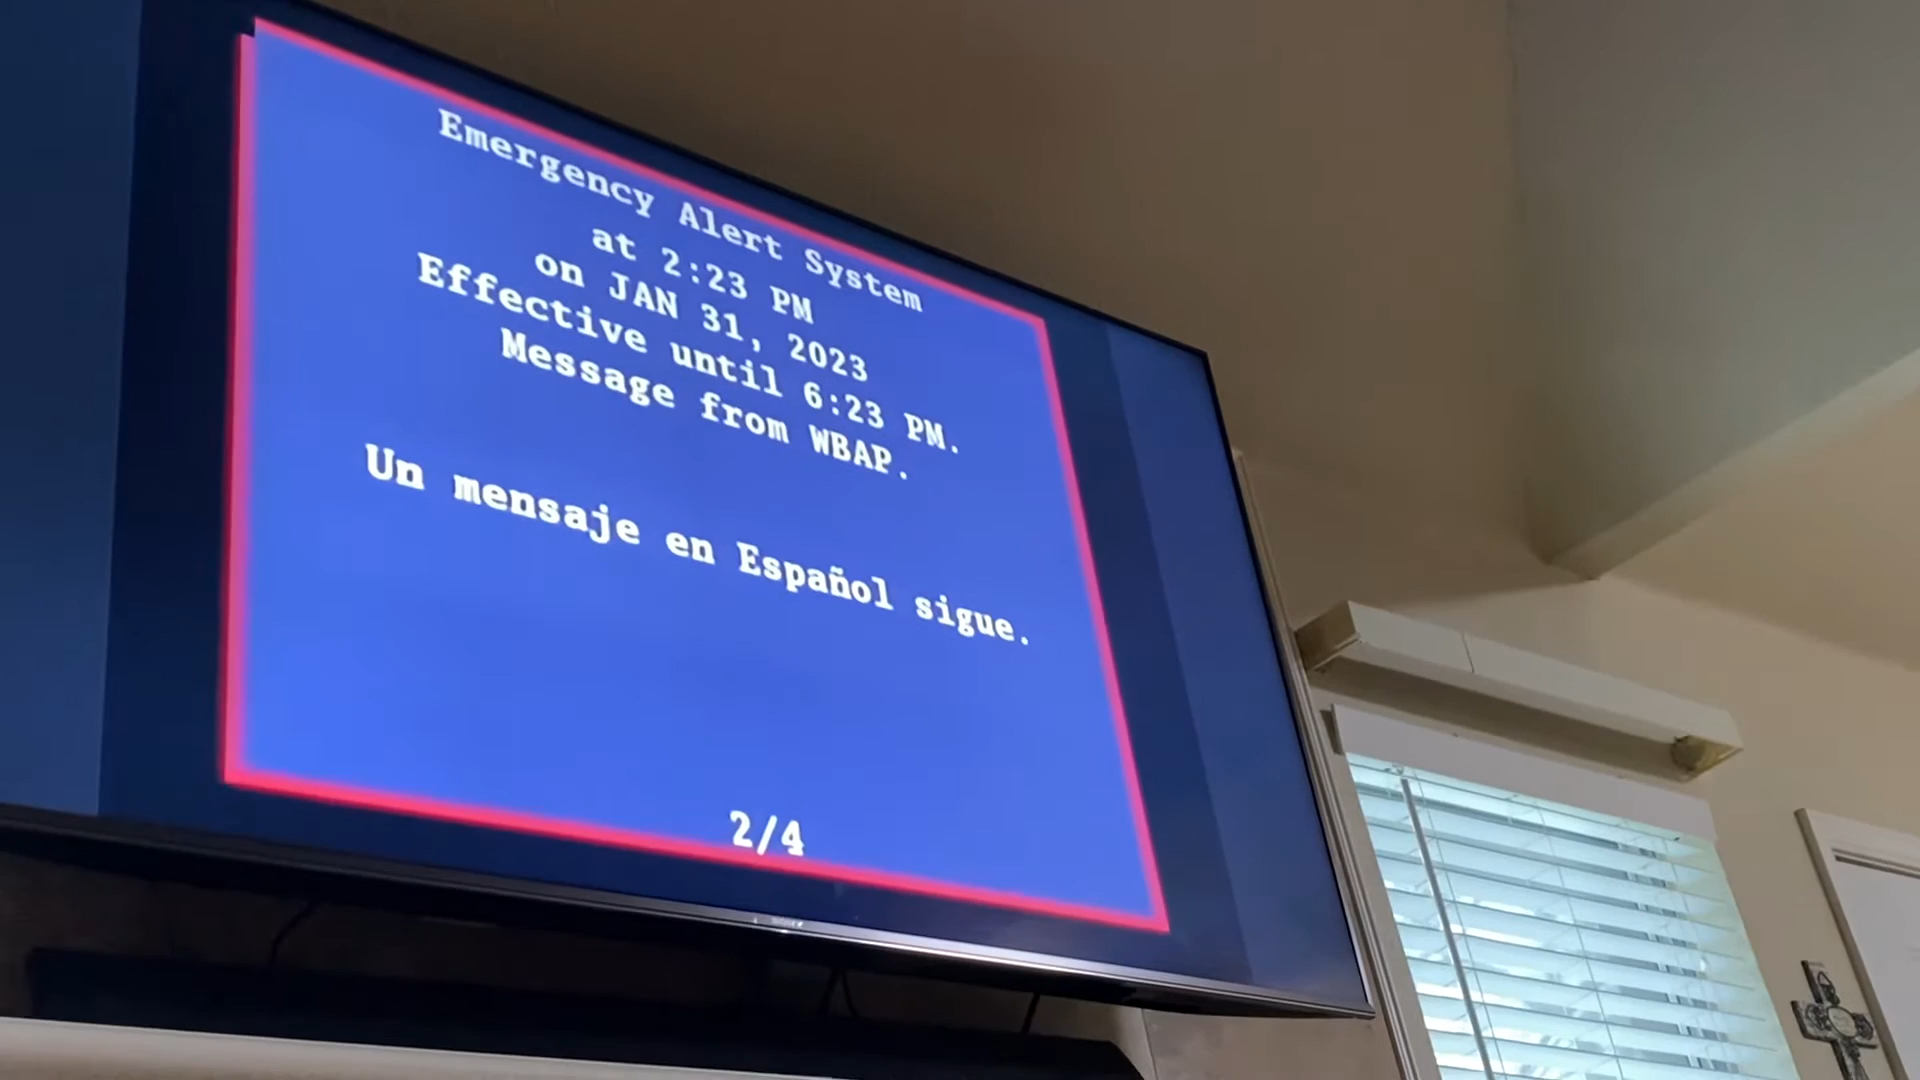 Emergency Alert System
at 2:23 PM
on JAN 31, 2023
Effective until 6:23 PM.
Message from WBAP.
Un mensaje en Español sigue.
2/4